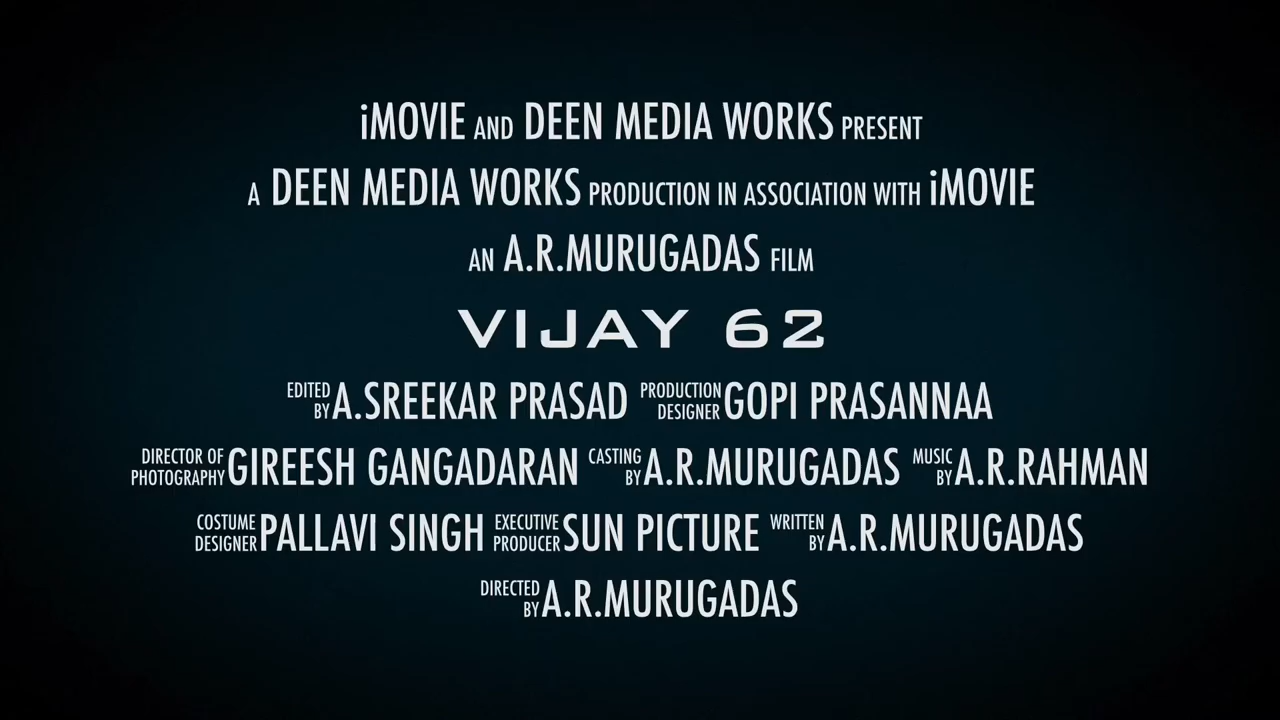 iMOVIE AND DEEN MEDIA WORKS PRESENT
A DEEN MEDIA WORKS PRODUCTION IN ASSOCIATION WITH iMOVIE
AN A.R.MURUGADAS FILM
VIJAY 62
EDITED BY A.SREEKAR PRASAD PRODUCTION DESIGNER GOPI PRASANNAA
DIRECTOR OF PHOTOGRAPHY GIREESH GANGADARAN CASTING BY A.R.MURUGADAS MUSIC BY A.R.RAHMAN
COSTUME DESIGNER PALLAVI SINGH EXECUTIVE PRODUCER SUN PICTURE WRITTEN BY A.R.MURUGADAS
DIRECTED BY A.R.MURUGADAS